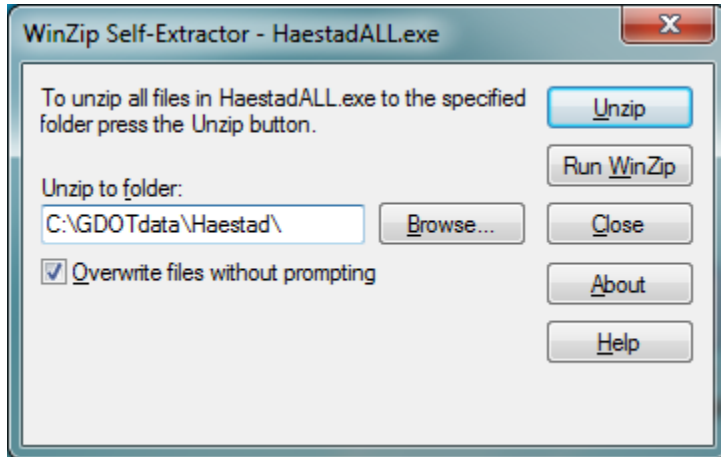 WinZip Self-Extractor - HaestadALL.exe
To unzip all files in HaestadALL.exe to the specified
folder press the Unzip button.
Unzip
Run WinZip
Unzip to folder:
C:\GDOTdata\Haestad\
Browse...
Close
Overwrite files without prompting
About
Help